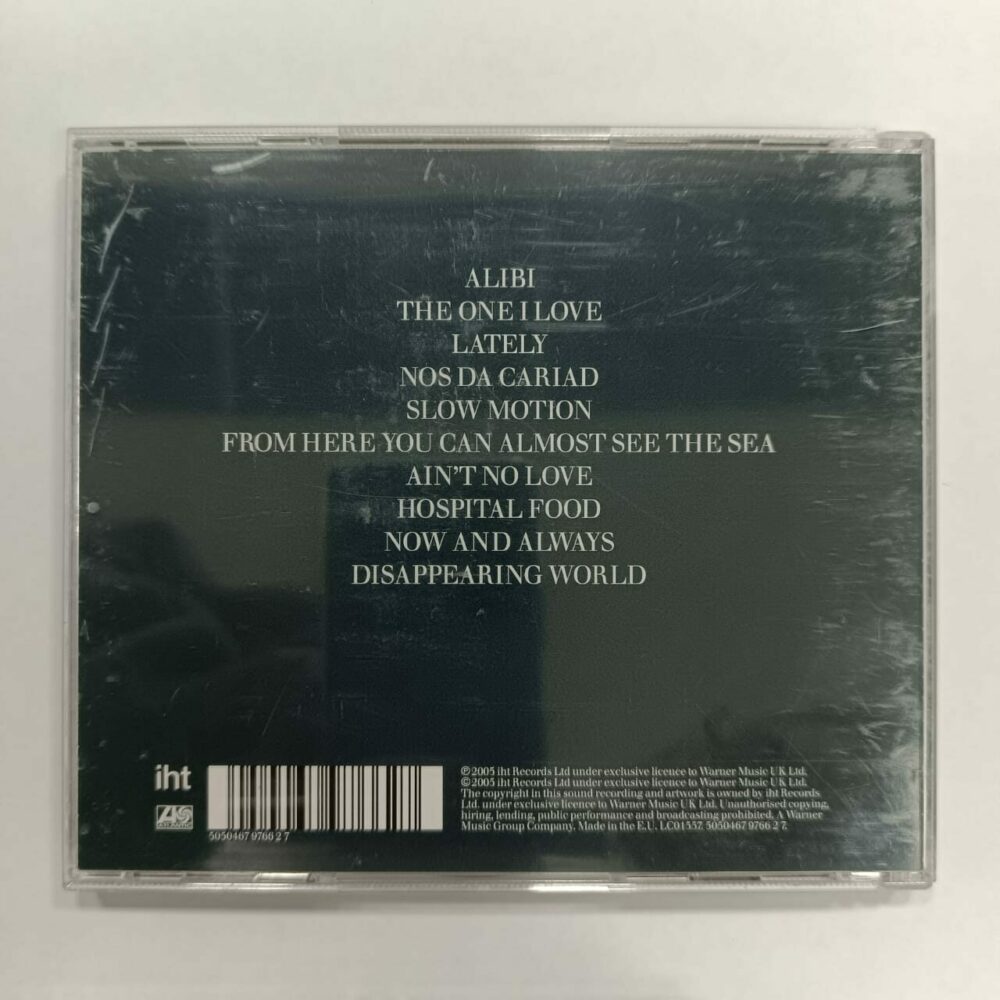 ALIBI
THE ONE I LOVE
LATELY
NOS DA CARIAD
SLOW MOTION
FROM HERE YOU CAN ALMOST SEE THE SEA
AIN'T NO LOVE
HOSPITAL FOOD
NOW AND ALWAYS
DISAPPEARING WORLD
iht
ATLANTIC
5050467 9766 2 7
℗2005 iht Records Ltd under exclusive licence to Warner Music UK Ltd.
©2005 iht Records Ltd under exclusive licence to Warner Music UK Ltd.
The copyright in this sound recording and artwork is owned by iht Records
Ltd. under exclusive licence to Warner Music UK Ltd. Unauthorised copying,
hiring, lending, public performance and broadcasting prohibited. A Warner
Music Group Company. Made in the E.U. LC01557. 5050467 9766 2 7.